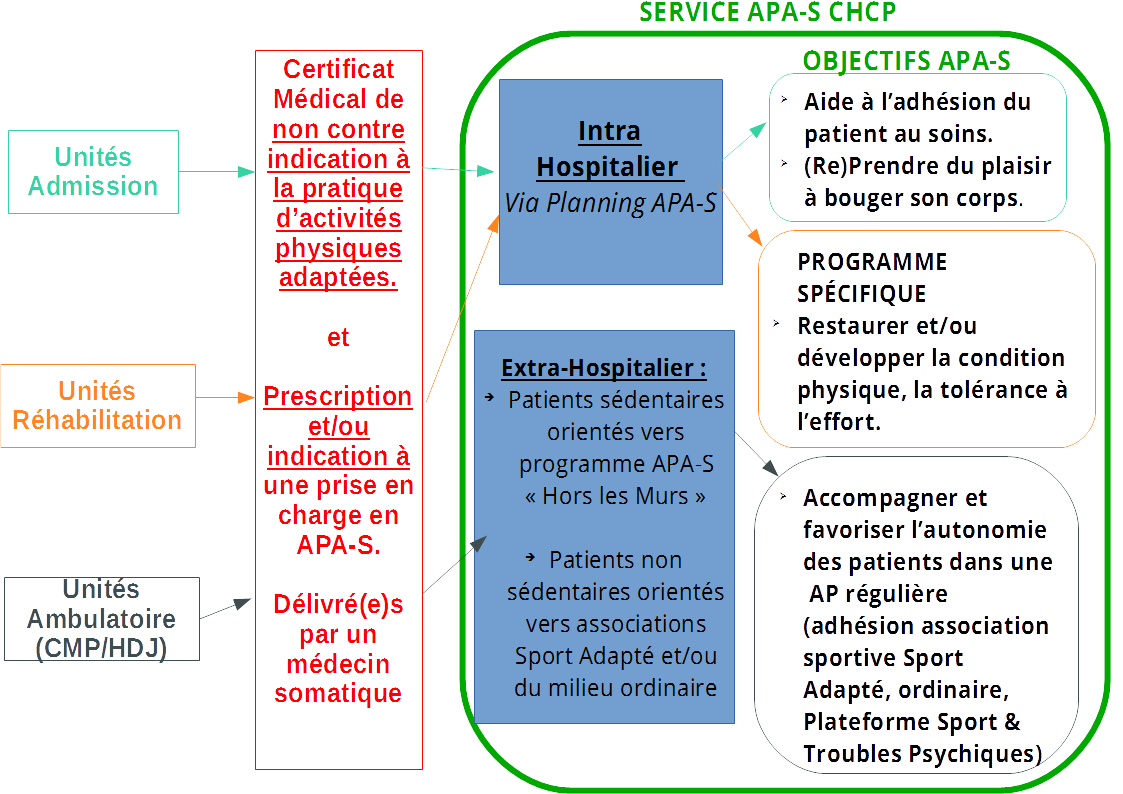 SERVICE APA-S CHCP
Unités
Admission
Unités
Réhabilitation
Unités
Ambulatoire
(CMP/HDJ)
Certificat
Médical de
non contre
indication à
la pratique
d’activités
physiques
adaptées.
et
Prescription
et/ou
indication à
une prise en
charge en
APA-S.
Délivré(e)s
par un
médecin
somatique
Intra
Hospitalier
Via Planning APA-S
Extra-Hospitalier :
Patients sédentaires
orientés vers
programme APA-S
« Hors les Murs »
Patients non
sédentaires orientés
vers associations
Sport Adapté et/ou
du milieu ordinaire
OBJECTIFS APA-S
Aide à l’adhésion du
patient au soins.
(Re)Prendre du plaisir
à bouger son corps.
PROGRAMME
SPÉCIFIQUE
Restaurer et/ou
développer la condition
physique, la tolérance à
l’effort.
Accompagner et
favoriser l’autonomie
des patients dans une
AP régulière
(adhésion association
sportive Sport
Adapté, ordinaire,
Plateforme Sport &
Troubles Psychiques)